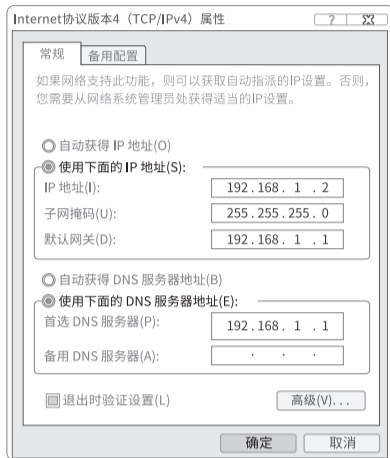 Internet协议版本4（TCP/IPv4）属性
常规 备用配置
如果网络支持此功能，则可以获取自动指派的IP设置。否则，
您需要从网络系统管理员处获得适当的IP设置。
自动获得 IP 地址(O)
使用下面的 IP 地址(S):
IP 地址(I): 192.168. 1 . 2
子网掩码(U): 255.255.255. 0
默认网关(D): 192.168. 1 . 1
自动获得 DNS 服务器地址(B)
使用下面的 DNS 服务器地址(E):
首选 DNS 服务器(P): 192.168. 1 . 1
备用 DNS 服务器(A): . . .
退出时验证设置(L) 高级(V)...
确定 取消